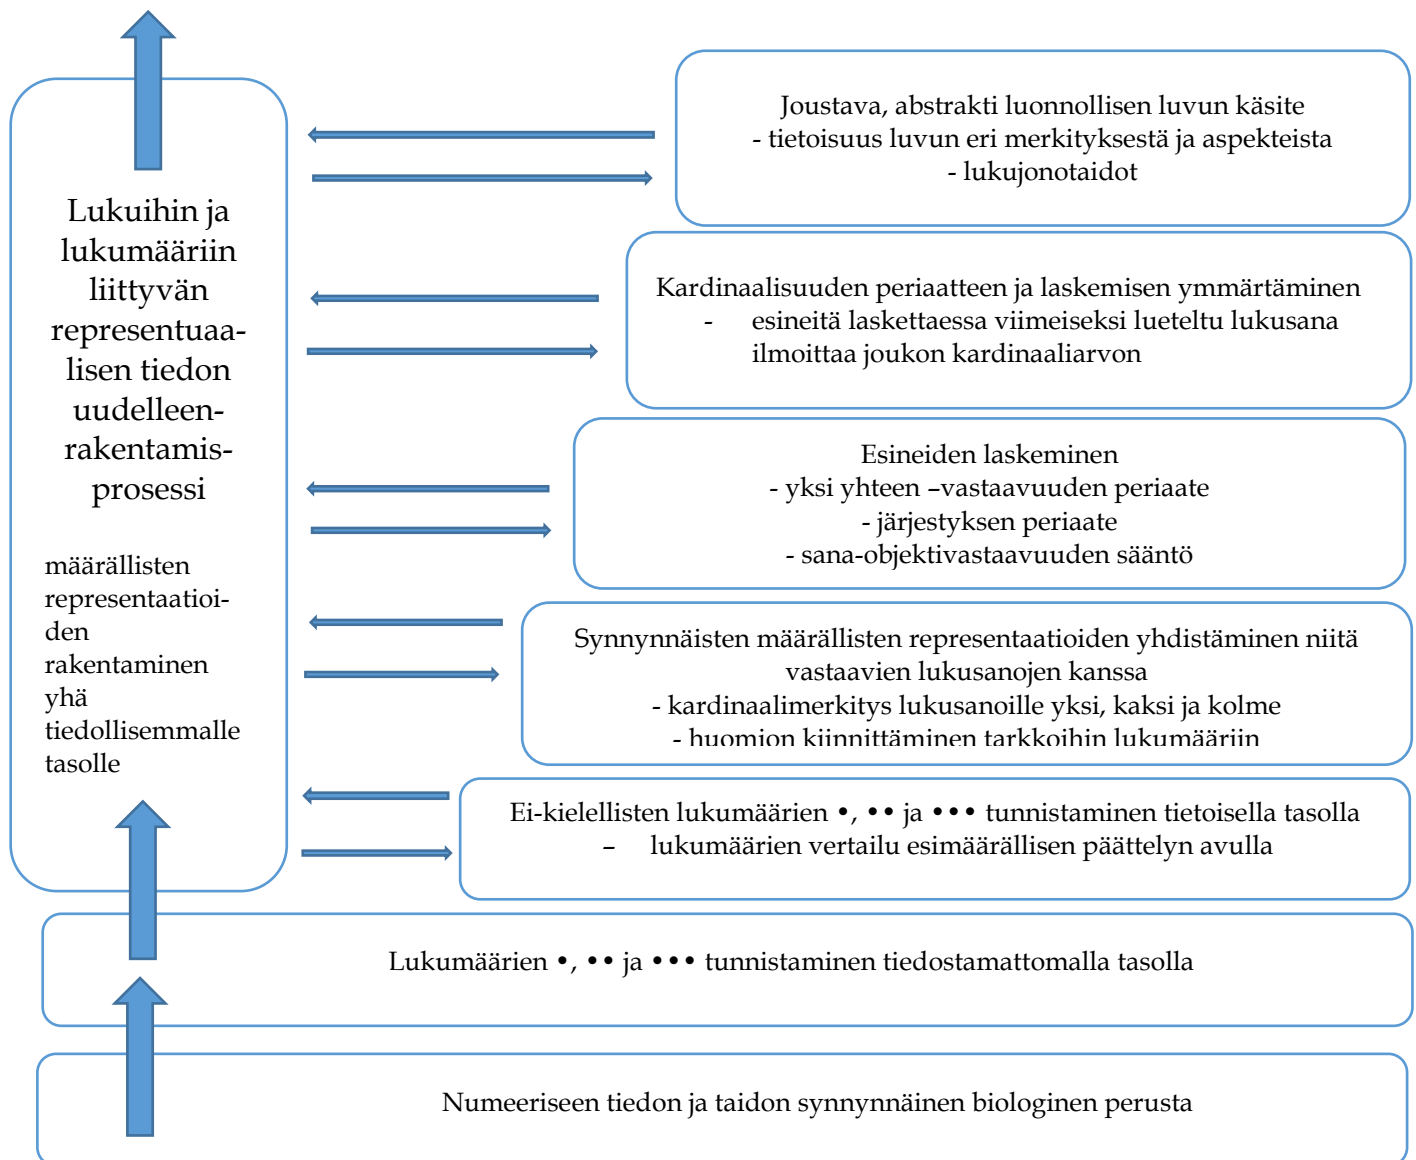 Joustava, abstrakti luonnollisen luvun käsite
- tietoisuus luvun eri merkityksestä ja aspekteista
- lukujonotaidot
Lukuihin ja
lukumääriin
liittyvän
representuaa-
lisen tiedon
uudelleen-
rakentamis-
prosessi
määrällisten
representaatioi-
den
rakentaminen
yhä
tiedollisemmalle
tasolle
Kardinaalisuuden periaatteen ja laskemisen ymmärtäminen
- esineitä laskettaessa viimeiseksi lueteltu lukusana
ilmoittaa joukon kardinaaliarvon
Esineiden laskeminen
- yksi yhteen –vastaavuuden periaate
- järjestyksen periaate
- sana-objektivastaavuuden sääntö
Synnynnäisten määrällisten representaatioiden yhdistäminen niitä
vastaavien lukusanojen kanssa
- kardinaalimerkitys lukusanoille yksi, kaksi ja kolme
- huomion kiinnittäminen tarkkoihin lukumääriin
Ei-kielellisten lukumäärien •, •• ja ••• tunnistaminen tietoisella tasolla
– lukumäärien vertailu esimäärällisen päättelyn avulla
Lukumäärien •, •• ja ••• tunnistaminen tiedostamattomalla tasolla
Numeeriseen tiedon ja taidon synnynnäinen biologinen perusta